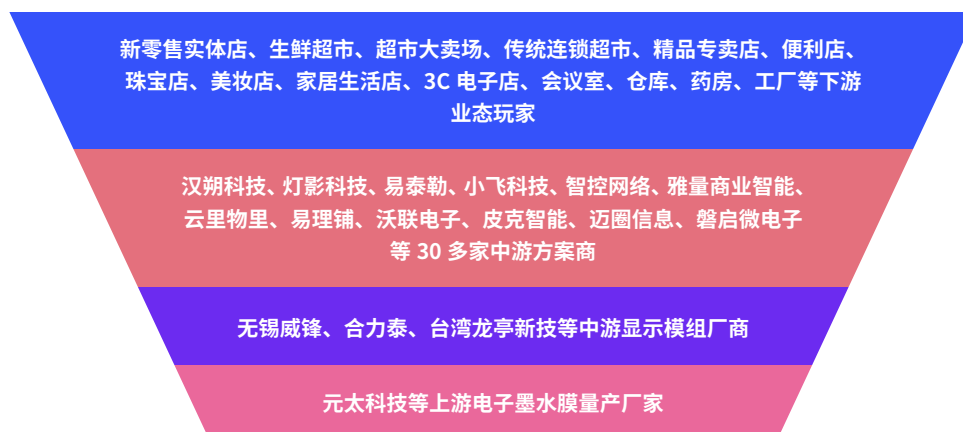 新零售实体店、生鲜超市、超市大卖场、传统连锁超市、精品专卖店、便利店、
珠宝店、美妆店、家居生活店、3C 电子店、会议室、仓库、药房、工厂等下游
业态玩家
汉朔科技、灯影科技、易泰勒、小飞科技、智控网络、雅量商业智能、
云里物里、易理铺、沃联电子、皮克智能、迈圈信息、磐启微电子
等 30 多家中游方案商
无锡威锋、合力泰、台湾龙亭新技等中游显示模组厂商
元太科技等上游电子墨水膜量产厂家